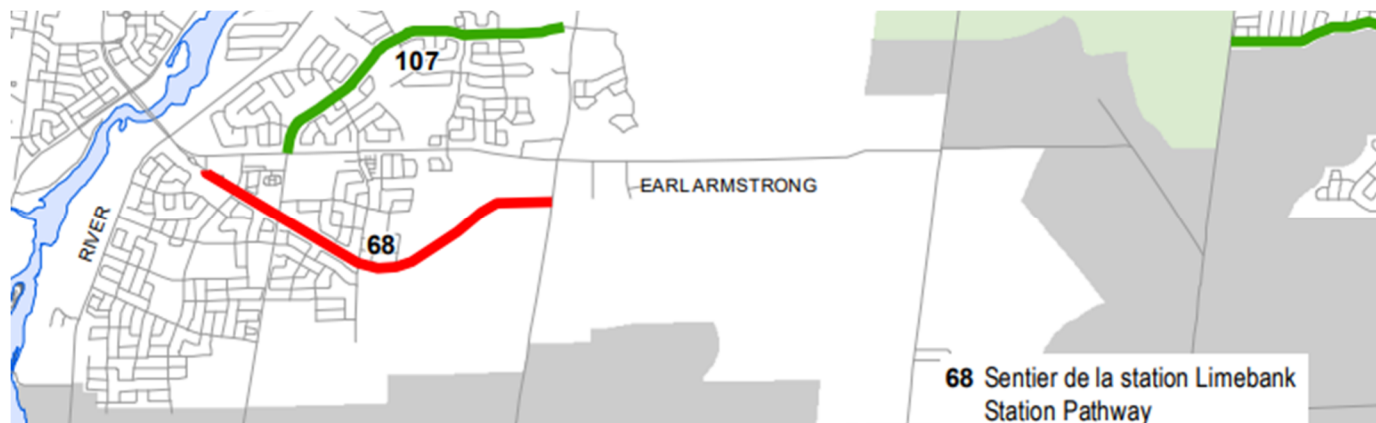 107
EARL ARMSTRONG
RIVER
68
68 Sentier de la station Limebank
Station Pathway